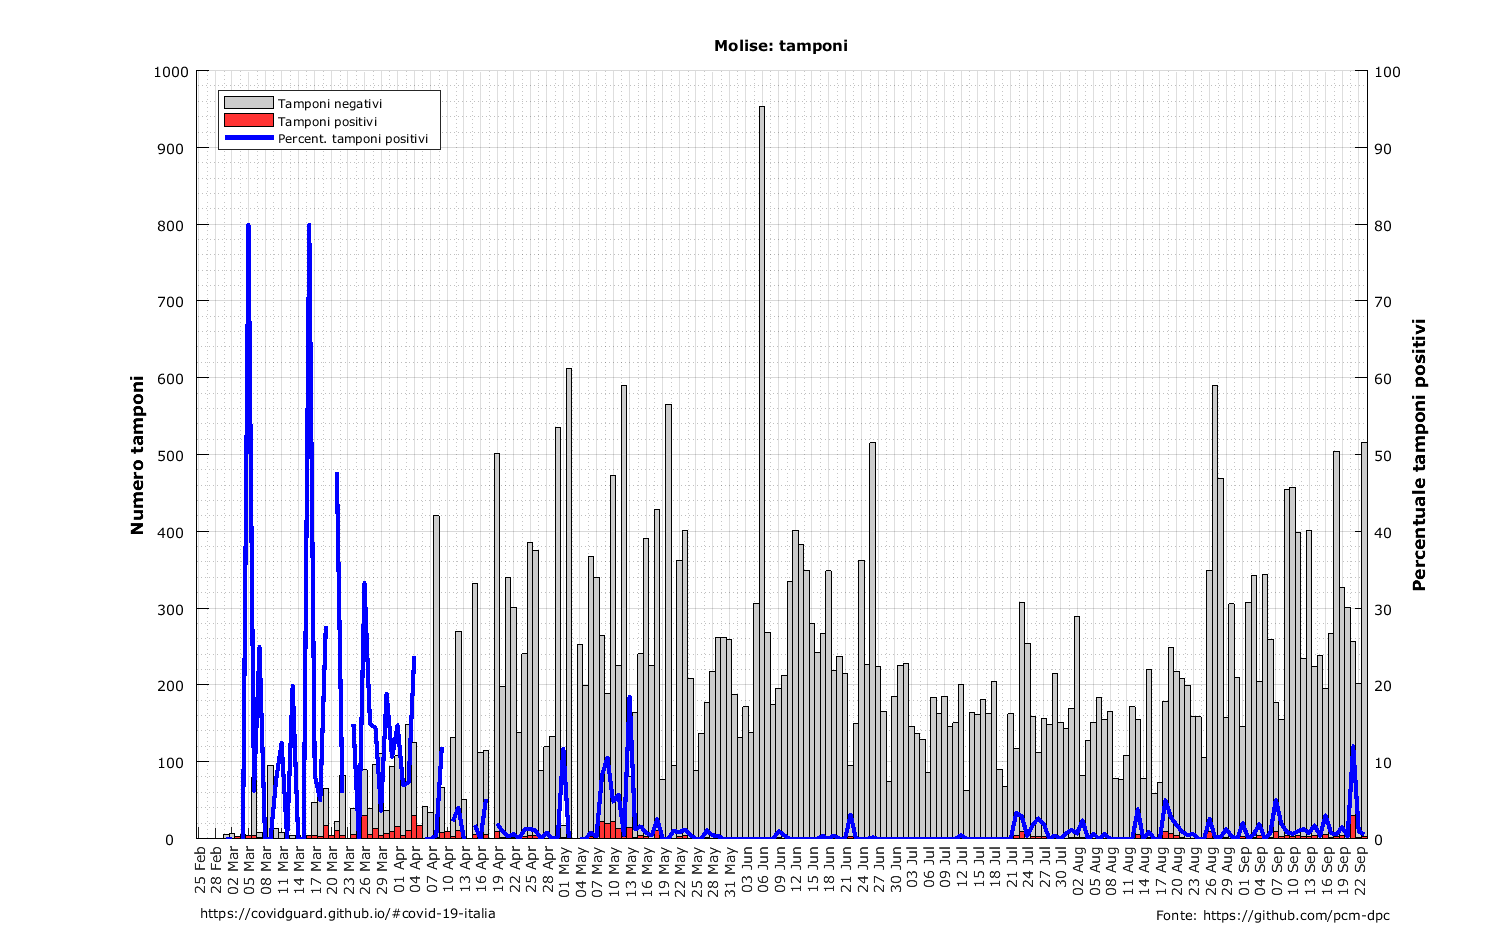 Molise: tamponi
Tamponi negativi
Tamponi positivi
Percent. tamponi positivi
Numero tamponi
1000
900
800
700
600
500
400
300
200
100
0
100
90
80
70
60
50
40
30
20
10
0
Percentuale tamponi positivi
25 Feb
28 Feb
02 Mar
05 Mar
08 Mar
11 Mar
14 Mar
17 Mar
20 Mar
23 Mar
26 Mar
29 Mar
01 Apr
04 Apr
07 Apr
10 Apr
13 Apr
16 Apr
19 Apr
22 Apr
25 Apr
28 Apr
01 May
04 May
07 May
10 May
13 May
16 May
19 May
22 May
25 May
28 May
31 May
03 Jun
06 Jun
09 Jun
12 Jun
15 Jun
18 Jun
21 Jun
24 Jun
27 Jun
30 Jun
03 Jul
06 Jul
09 Jul
12 Jul
15 Jul
18 Jul
21 Jul
24 Jul
27 Jul
30 Jul
02 Aug
05 Aug
08 Aug
11 Aug
14 Aug
17 Aug
20 Aug
23 Aug
26 Aug
29 Aug
01 Sep
04 Sep
07 Sep
10 Sep
13 Sep
16 Sep
19 Sep
22 Sep
https://covidguard.github.io/#covid-19-italia
Fonte: https://github.com/pcm-dpc